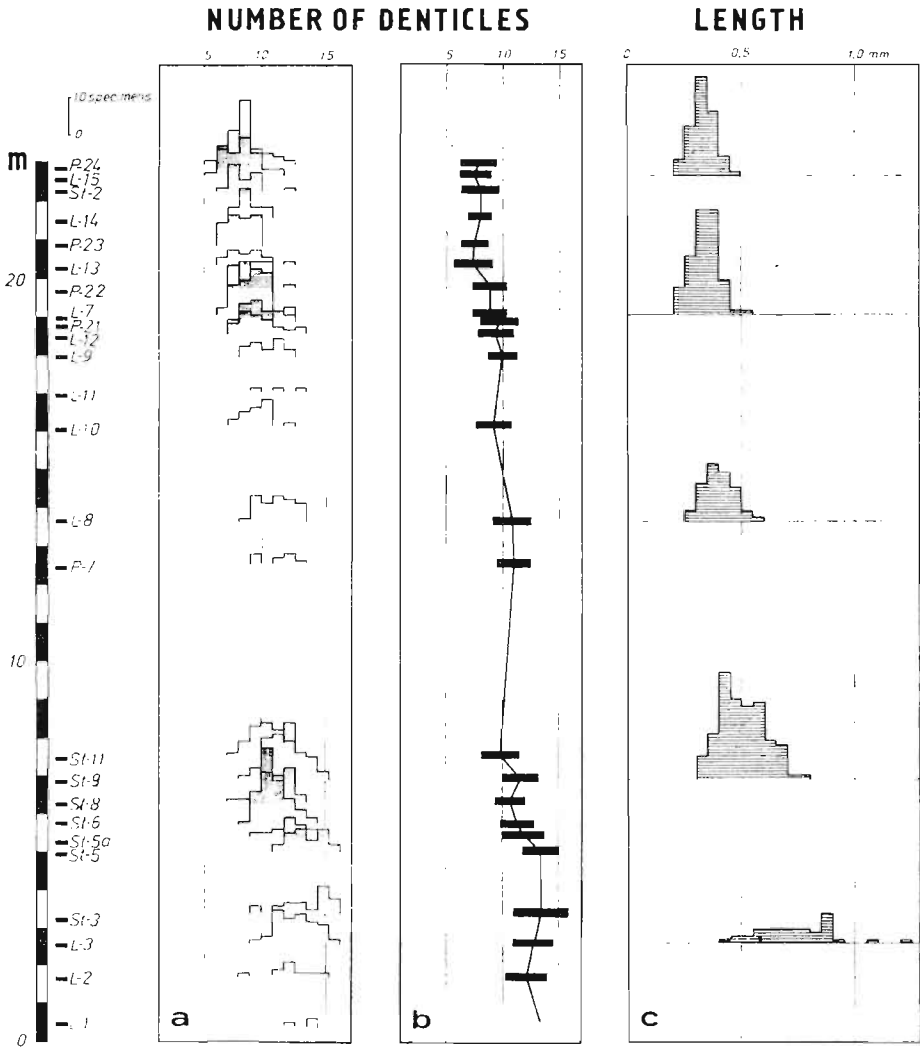 NUMBER OF DENTICLES
LENGTH
5 10 15
5 10 15
0 0,5 1,0 mm
10 specimens
0
m
P-24
L-15
St-2
L-14
P-23
L-13
20
P-22
L-7
P-21
L-12
L-9
L-11
L-10
L-8
P-1
10
St-11
St-9
St-8
St-6
St-5a
St-5
St-3
L-3
L-2
L-1
0
a
b
c